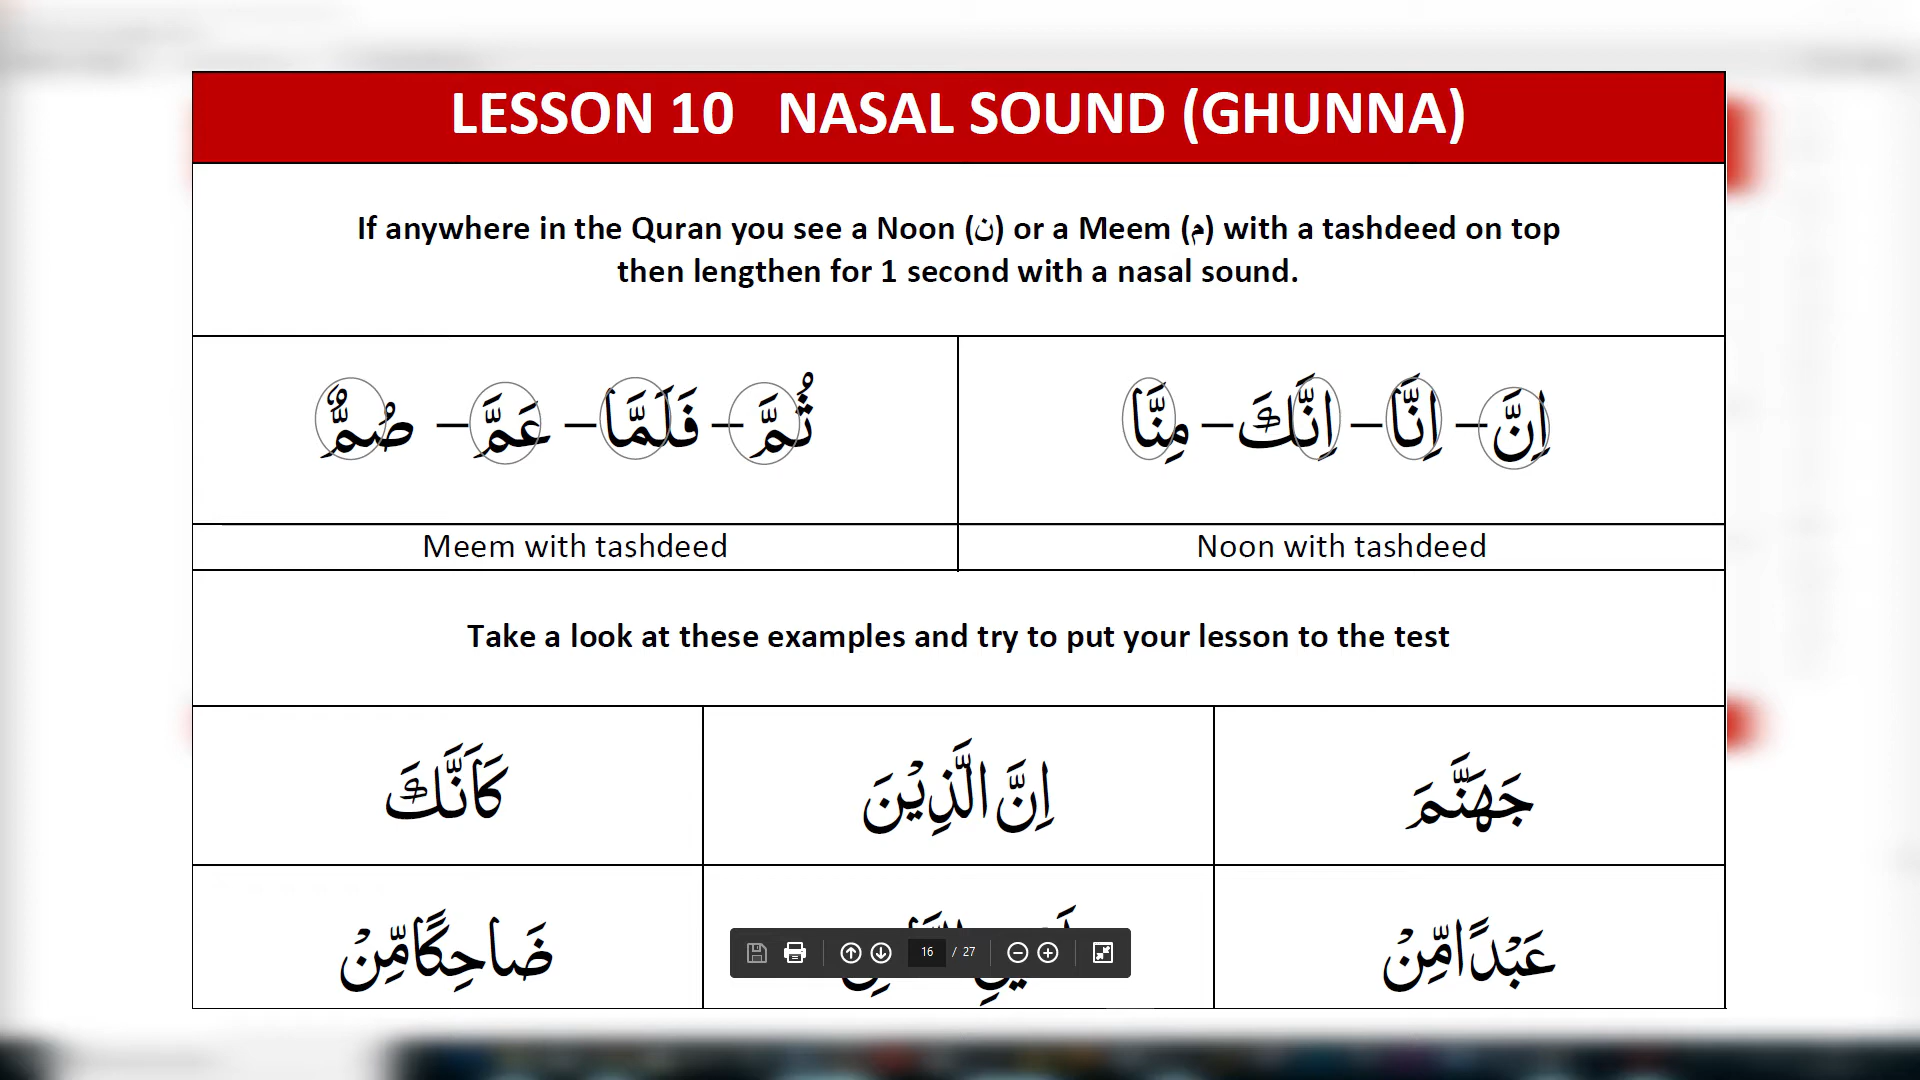 LESSON 10 NASAL SOUND (GHUNNA)
If anywhere in the Quran you see a Noon (ن) or a Meem (م) with a tashdeed on top
then lengthen for 1 second with a nasal sound.
اِنَّ – اِنَّا – اِنَّكَ – مِنَّا
ثُمَّ – فَلَمَّا – عَمَّ – صُمٌّ
Meem with tashdeed
Noon with tashdeed
Take a look at these examples and try to put your lesson to the test
جَهَنَّمَ
اِنَّ الَّذِيْنَ
كَاَنَّكَ
عَبْدًا مِّنْ
ضَاحِكًا مِّنْ
16 / 27